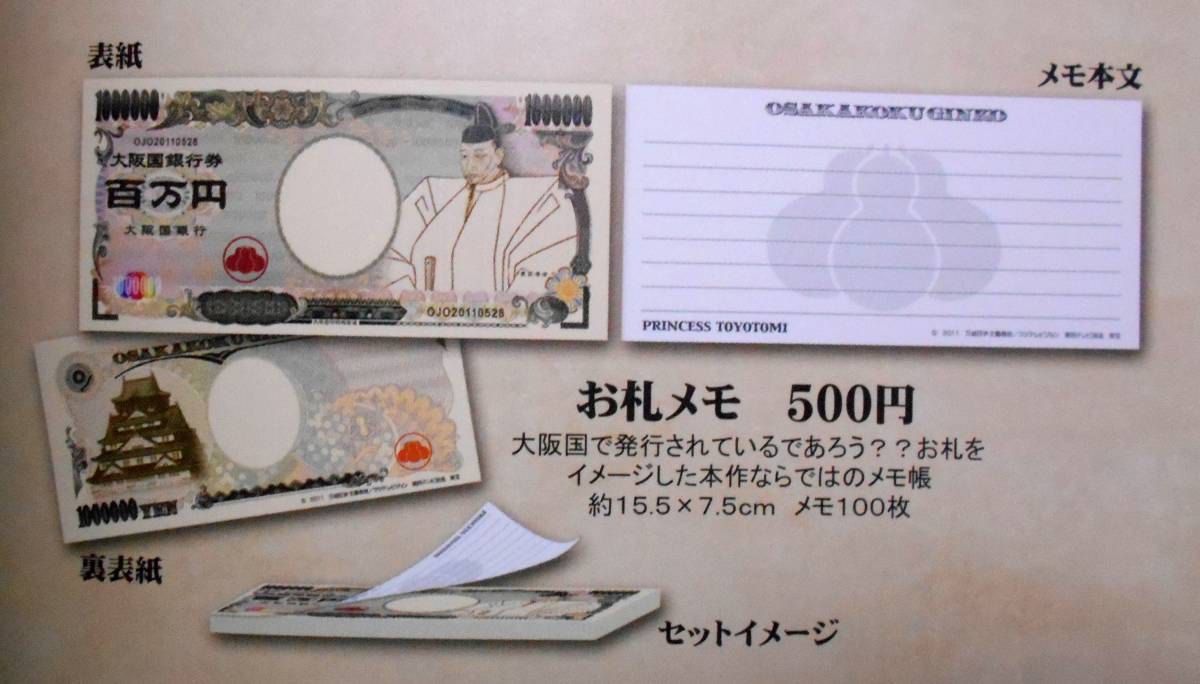 表紙
1000000
1000000
OJO20110528
大阪国銀行券
百万円
大阪国銀行
OJO20110528
メモ本文
OSAKAKOKU GINKO
PRINCESS TOYOTOMI
OSAKAKOKU GINKO
1000000 YEN
裏表紙
お札メモ 500円
大阪国で発行されているであろう??お札を
イメージした本作ならではのメモ帳
約15.5×7.5cm メモ100枚
セットイメージ